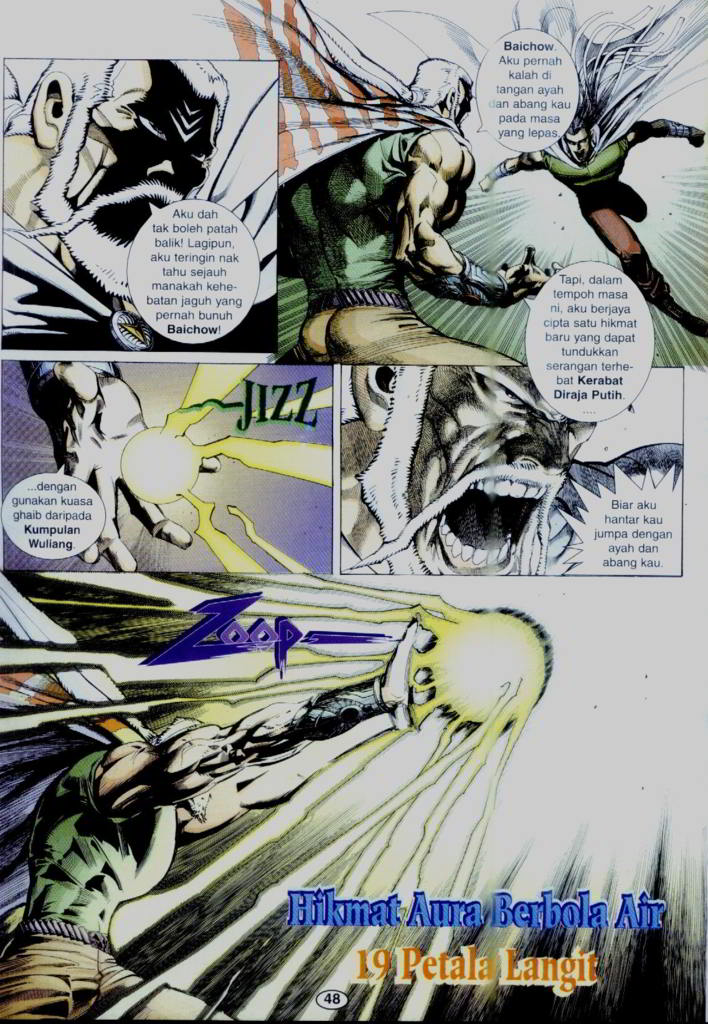 Baichow.
Aku pernah
kalah di
tangan ayah
dan abang kau
pada masa
yang lepas.
Aku dah
tak boleh patah
balik! Lagipun,
aku teringin nak
tahu sejauh
manakah kehe-
batan jaguh yang
pernah bunuh
Baichow!
Tapi, dalam
tempoh masa
ni, aku berjaya
cipta satu hikmat
baru yang dapat
tundukkan
serangan terhe-
bat Kerabat
Diraja Putih.
....
JIZZ
...dengan
gunakan kuasa
ghaib daripada
Kumpulan
Wuliang.
Biar aku
hantar kau
jumpa dengan
ayah dan
abang kau.
Zoop
Hikmat Aura Berbola Air
19 Petala Langit
48